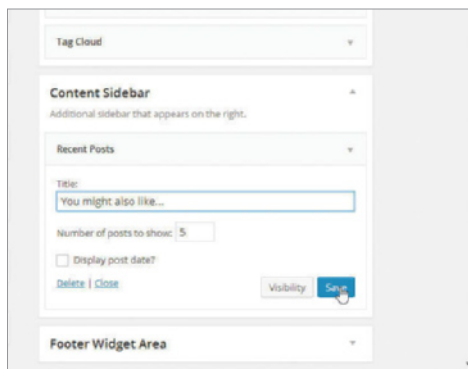 Tag Cloud
Content Sidebar
Additional sidebar that appears on the right.
Recent Posts
Title:
You might also like...
Number of posts to show: 5
Display post date?
Delete | Close
Visibility
Save
Footer Widget Area